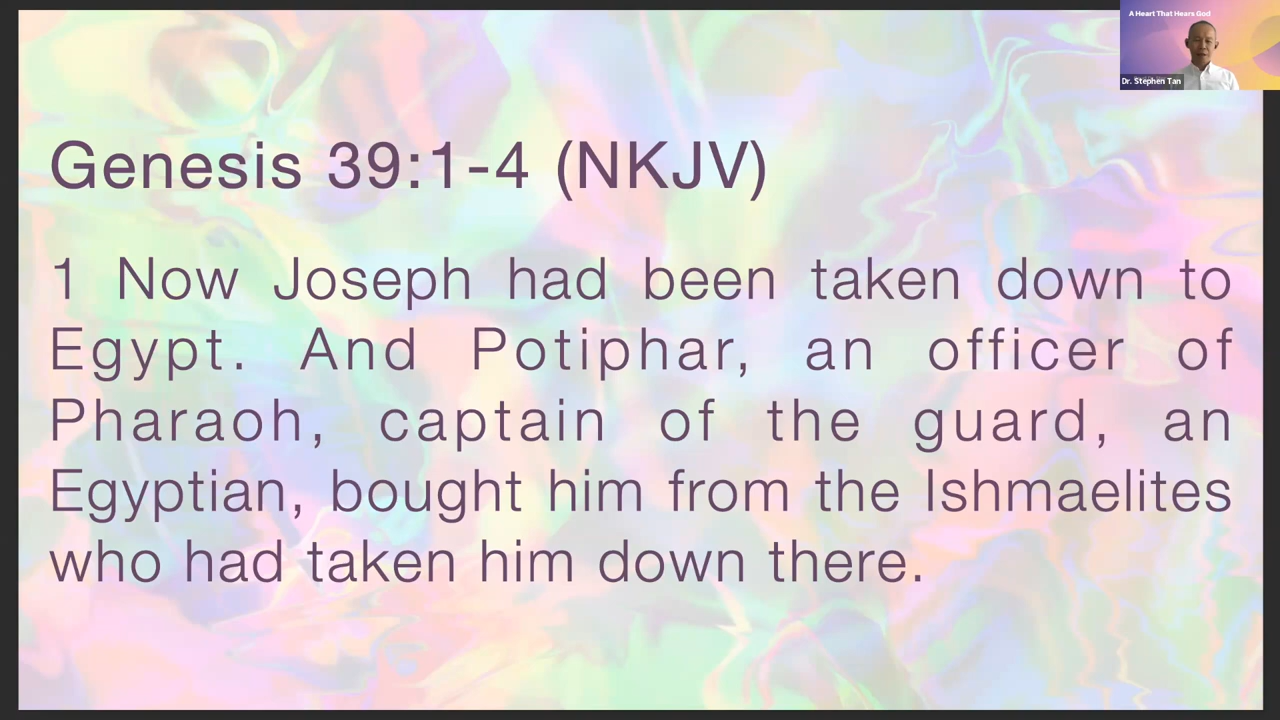 A Heart That Hears God
Dr. Stephen Tan
Genesis 39:1-4 (NKJV)
1 Now Joseph had been taken down to
Egypt. And Potiphar, an officer of
Pharaoh, captain of the guard, an
Egyptian, bought him from the Ishmaelites
who had taken him down there.